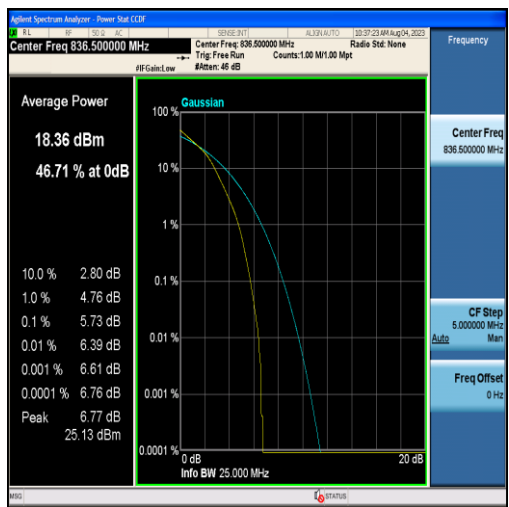 Agilent Spectrum Analyzer - Power Stat CCDF
RL RF 50 Ω AC SENSE:INT ALIGN AUTO 10:37:23 AM Aug 04, 2023
Center Freq 836.500000 MHz
Center Freq: 836.500000 MHz Radio Std: None
Trig: Free Run Counts:1.00 M/1.00 Mpt
#IFGain:Low #Atten: 46 dB
Frequency
Average Power
18.36 dBm
46.71 % at 0dB
10.0 % 2.80 dB
1.0 % 4.76 dB
0.1 % 5.73 dB
0.01 % 6.39 dB
0.001 % 6.61 dB
0.0001 % 6.76 dB
Peak 6.77 dB
25.13 dBm
Gaussian
100 %
10 %
1 %
0.1 %
0.01 %
0.001 %
0.0001 %
0 dB 20 dB
Info BW 25.000 MHz
Center Freq
836.500000 MHz
CF Step
5.000000 MHz
Auto Man
Freq Offset
0 Hz
MSG STATUS